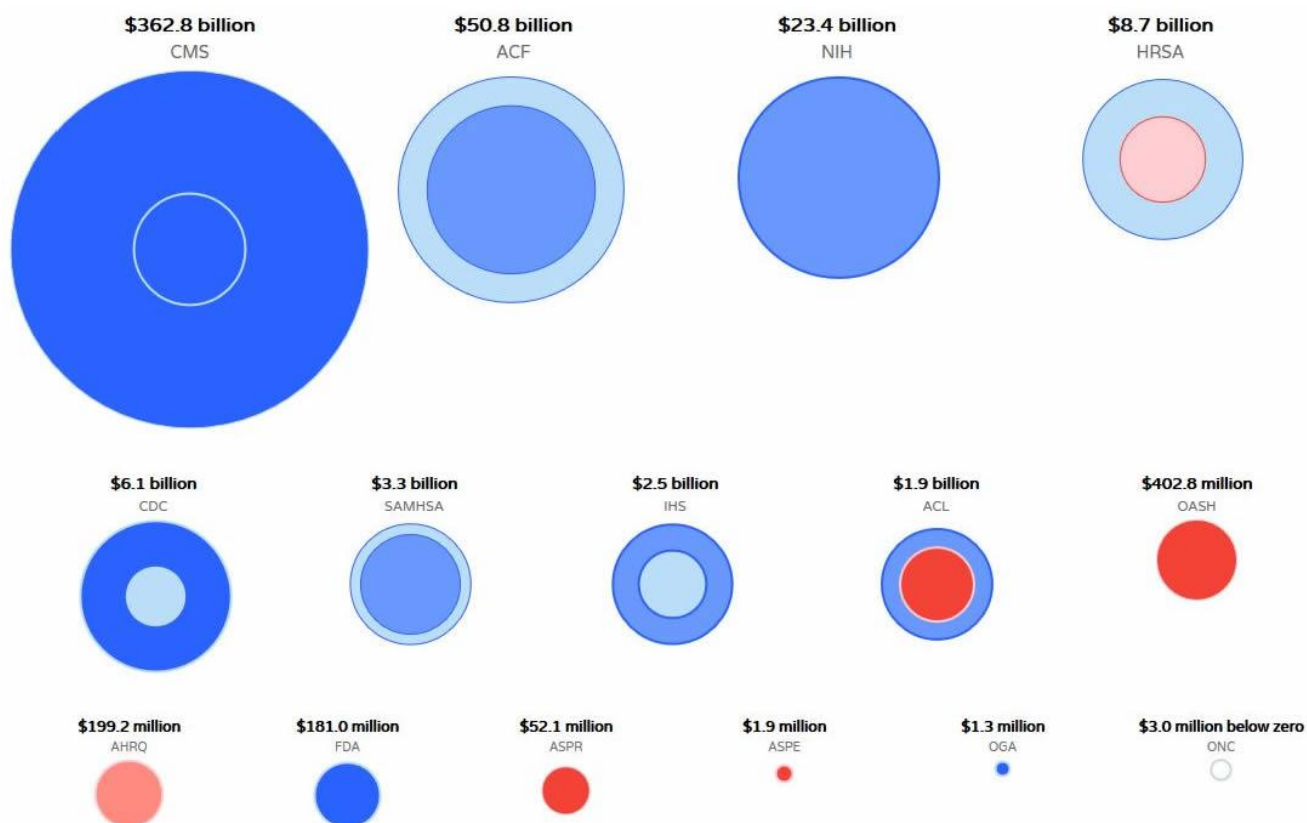 $362.8 billion
CMS
$50.8 billion
ACF
$23.4 billion
NIH
$8.7 billion
HRSA
$6.1 billion
CDC
$3.3 billion
SAMHSA
$2.5 billion
IHS
$1.9 billion
ACL
$402.8 million
OASH
$199.2 million
AHRQ
$181.0 million
FDA
$52.1 million
ASPR
$1.9 million
ASPE
$1.3 million
OGA
$3.0 million below zero
ONC